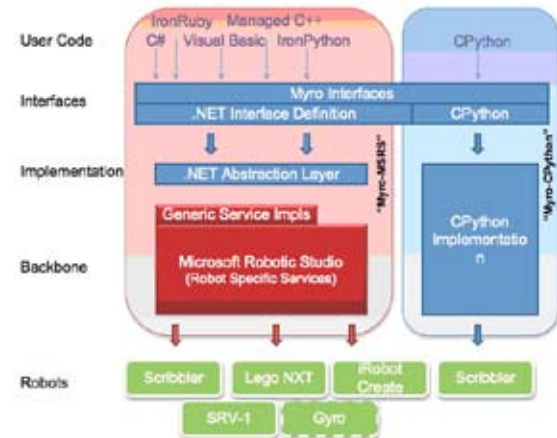 IronRuby Managed C++
User Code
C# Visual Basic IronPython
CPython
Interfaces
Myro Interfaces
.NET Interface Definition
CPython
Implementation
.NET Abstraction Layer
"Myro-MSRS"
"Myro-CPython"
Generic Service Impls
CPython
Implementatio
n
Backbone
Microsoft Robotic Studio
(Robot Specific Services)
Robots
Scribbler
Lego NXT
iRobot
Create
Scribbler
SRV-1
Gyro